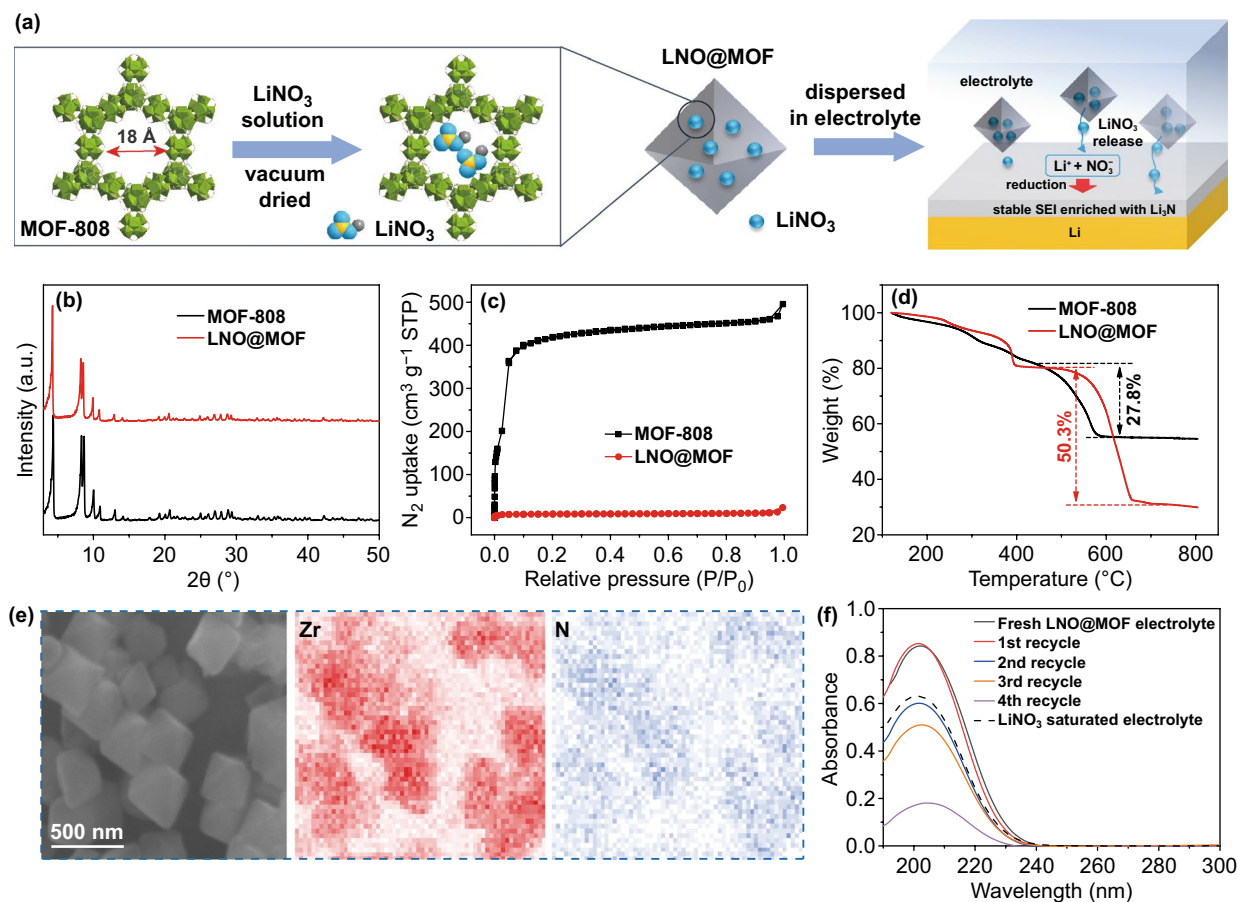 (a)
18 Å
MOF-808
LiNO₃
solution
vacuum
dried
LiNO₃
LNO@MOF
LiNO₃
dispersed
in electrolyte
electrolyte
LiNO₃
release
Li⁺ + NO₃⁻
reduction
stable SEI enriched with Li₃N
Li
(b)
MOF-808
LNO@MOF
Intensity (a.u.)
10 20 30 40 50
2θ (°)
(c)
500
400
300
200
100
0
N₂ uptake (cm³ g⁻¹ STP)
MOF-808
LNO@MOF
0.0 0.2 0.4 0.6 0.8 1.0
Relative pressure (P/P₀)
(d)
MOF-808
LNO@MOF
100
80
60
40
20
Weight (%)
50.3%
27.8%
200 400 600 800
Temperature (°C)
(e)
500 nm
Zr
N
(f)
Fresh LNO@MOF electrolyte
1st recycle
2nd recycle
3rd recycle
4th recycle
LiNO₃ saturated electrolyte
1.0
0.8
0.6
0.4
0.2
0.0
Absorbance
200 220 240 260 280 300
Wavelength (nm)